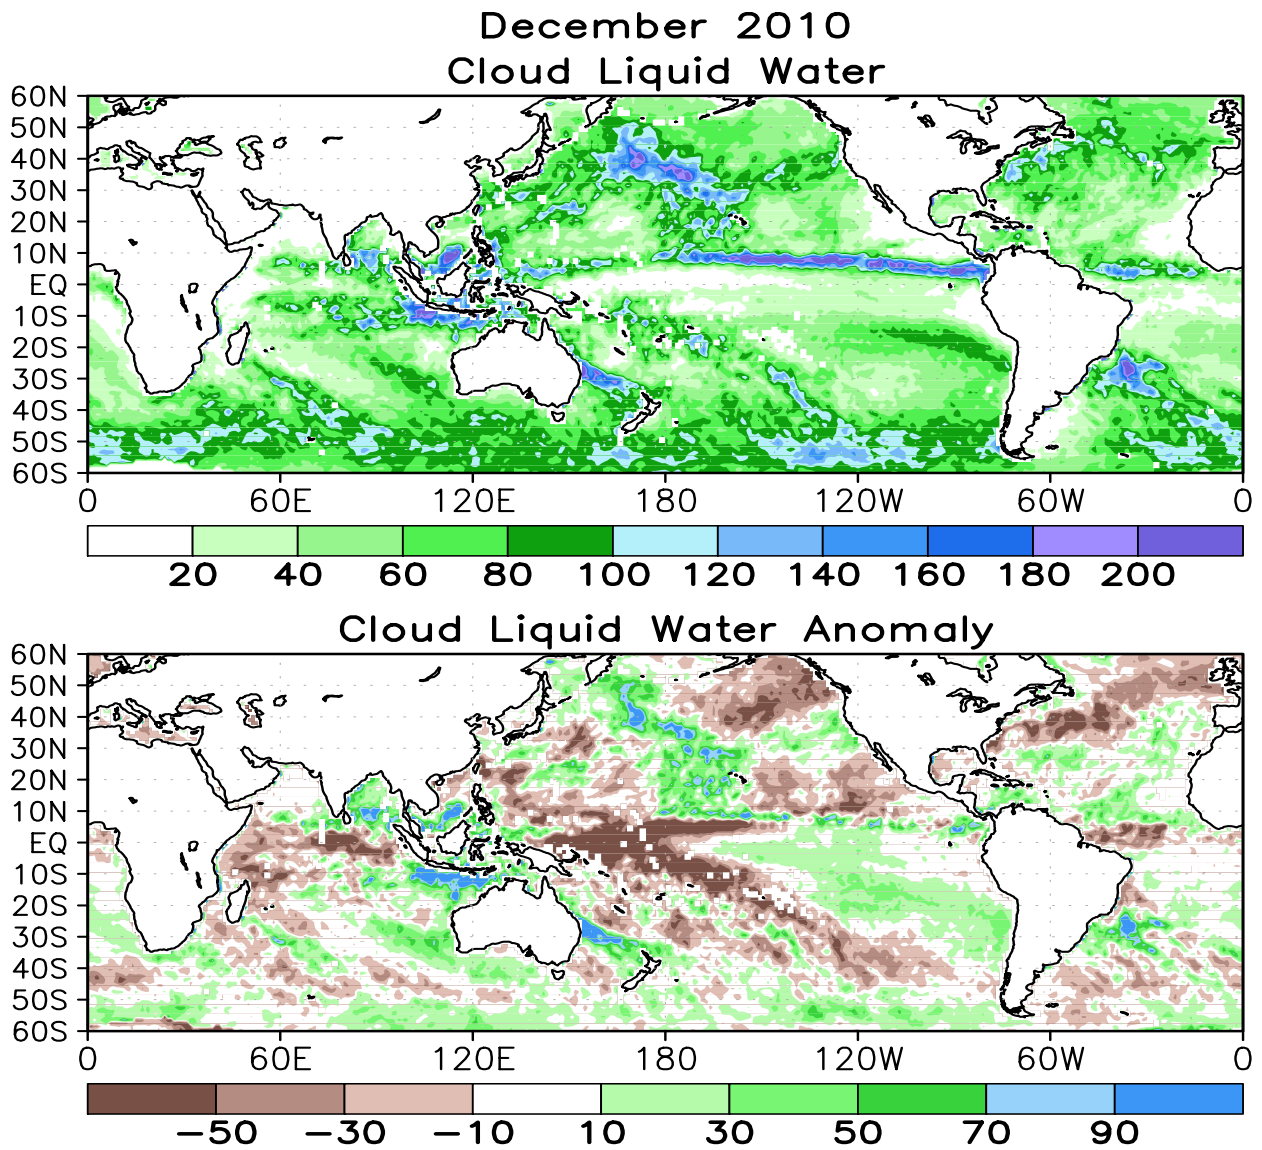 December 2010
Cloud Liquid Water
60N
50N
40N
30N
20N
10N
EQ
10S
20S
30S
40S
50S
60S
0 60E 120E 180 120W 60W 0
20 40 60 80 100 120 140 160 180 200
Cloud Liquid Water Anomaly
60N
50N
40N
30N
20N
10N
EQ
10S
20S
30S
40S
50S
60S
0 60E 120E 180 120W 60W 0
−50 −30 −10 10 30 50 70 90